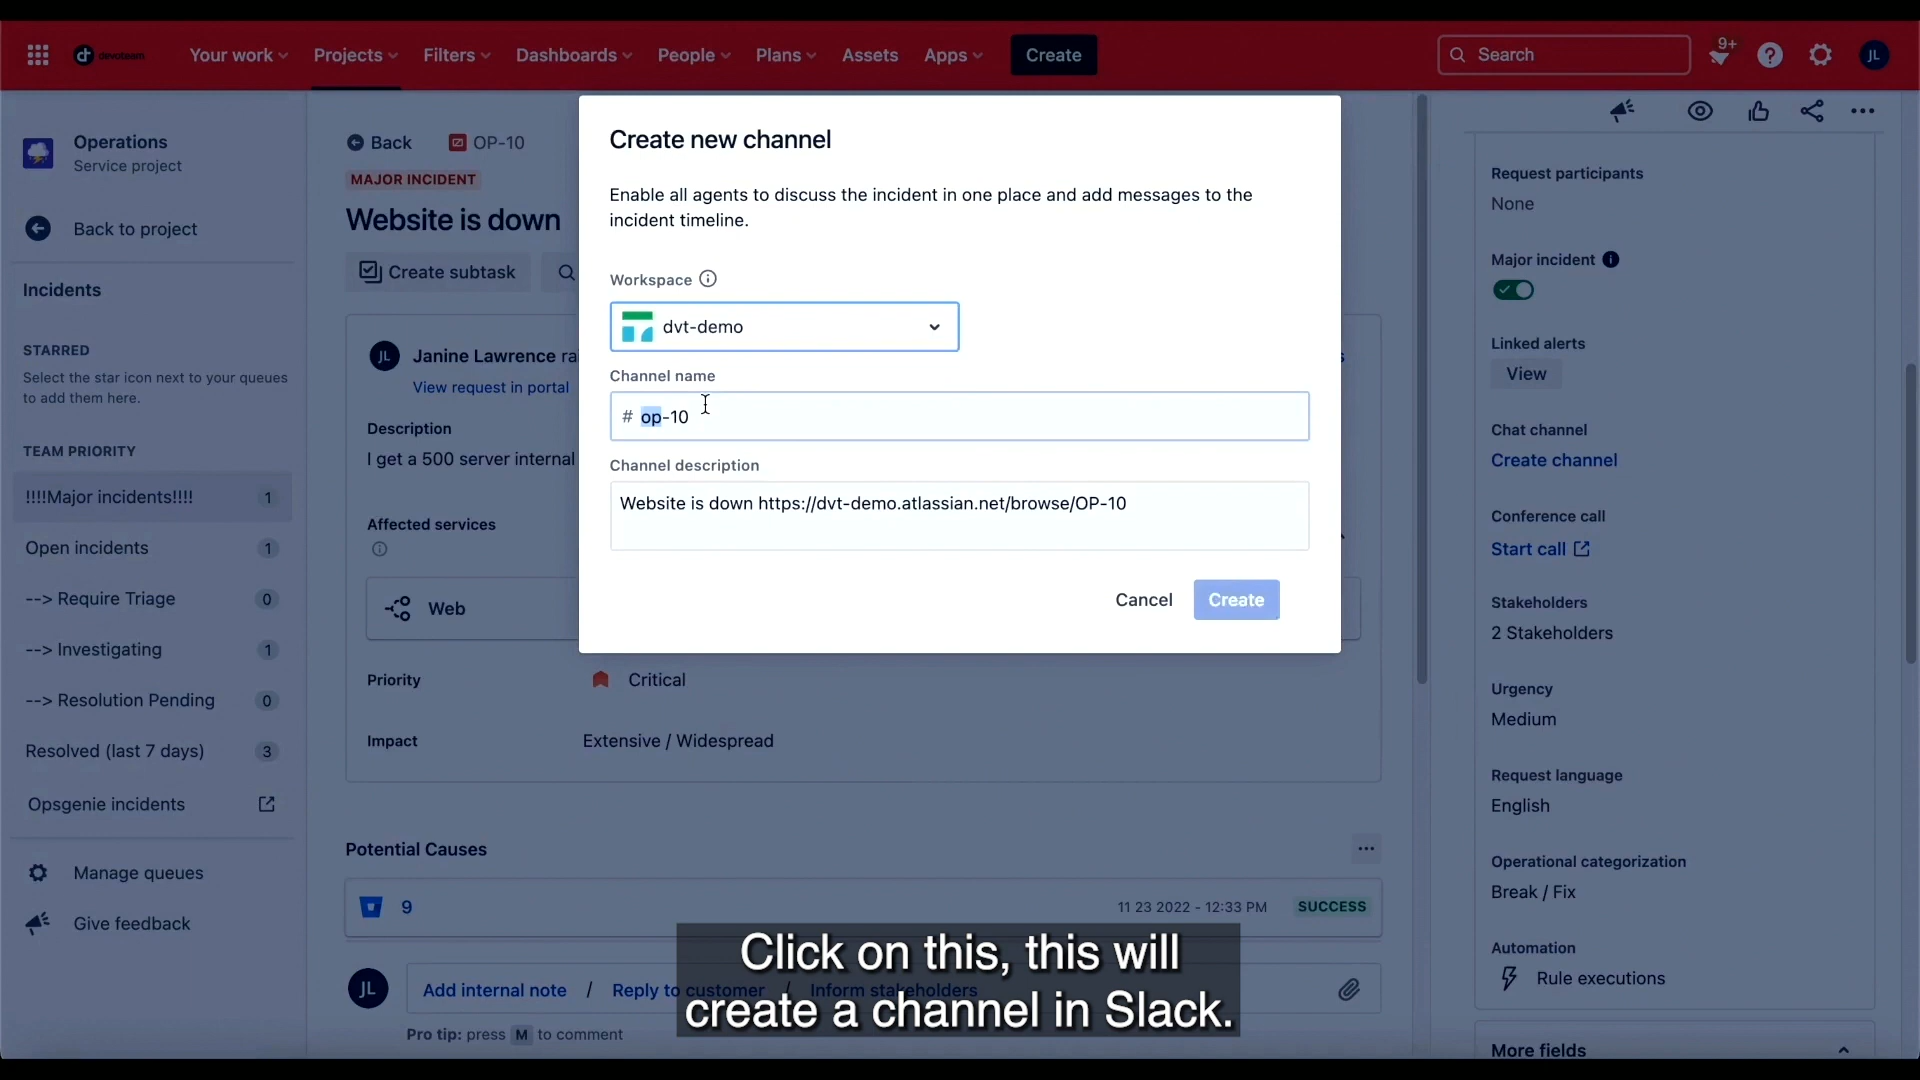 devoteam
Your work
Projects
Filters
Dashboards
People
Plans
Assets
Apps
Create
Search
9+
JL
Operations
Service project
Back to project
Incidents
STARRED
Select the star icon next to your queues
to add them here.
TEAM PRIORITY
!!!!Major incidents!!!! 1
Open incidents 1
--> Require Triage 0
--> Investigating 1
--> Resolution Pending 0
Resolved (last 7 days) 3
Opsgenie incidents
Manage queues
Give feedback
Back
OP-10
MAJOR INCIDENT
Website is down
Create subtask
JL
Janine Lawrence
View request in portal
Description
I get a 500 server internal
Affected services
Web
Priority
Critical
Impact
Extensive / Widespread
Potential Causes
9
11 23 2022 - 12:33 PM
SUCCESS
JL
Add internal note / Reply to customer / Inform stakeholders
Pro tip: press M to comment
Create new channel
Enable all agents to discuss the incident in one place and add messages to the
incident timeline.
Workspace
dvt-demo
Channel name
# op-10
Channel description
Website is down https://dvt-demo.atlassian.net/browse/OP-10
Cancel
Create
Request participants
None
Major incident
Linked alerts
View
Chat channel
Create channel
Conference call
Start call
Stakeholders
2 Stakeholders
Urgency
Medium
Request language
English
Operational categorization
Break / Fix
Automation
Rule executions
More fields
Click on this, this will
create a channel in Slack.